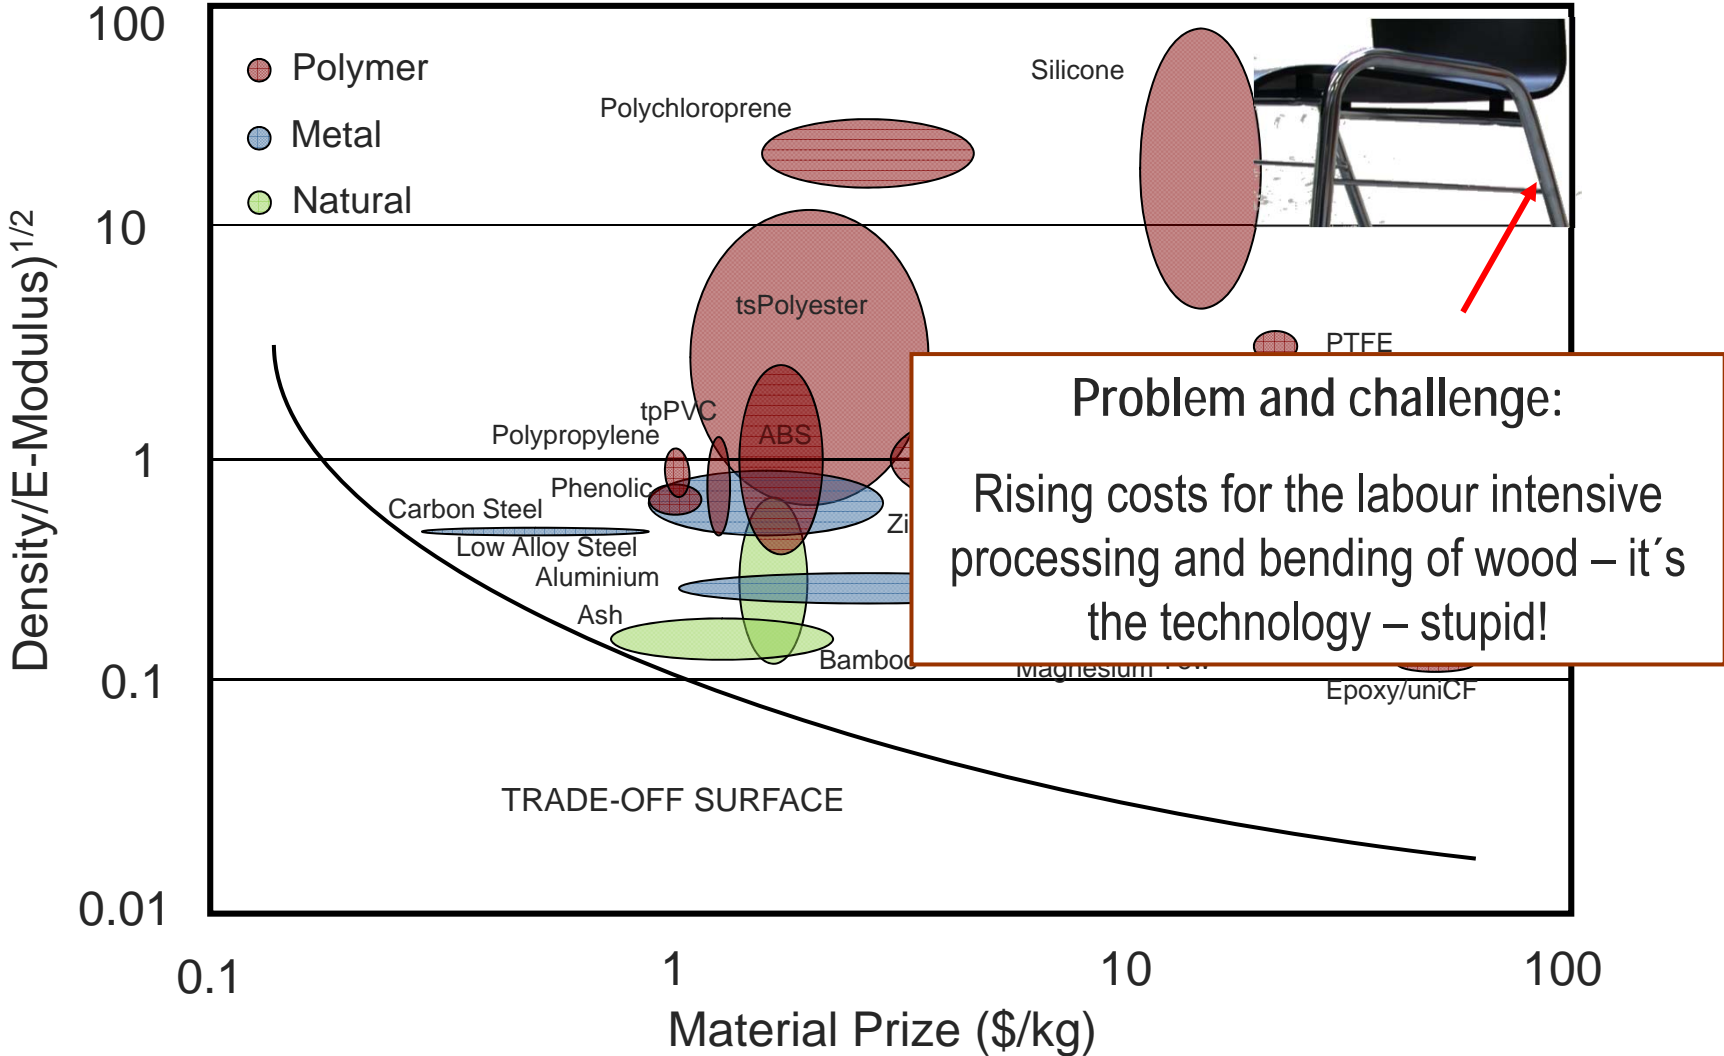 100
Polymer
Metal
Natural
Polychloroprene
Silicone
10
tsPolyester
PTFE
Problem and challenge:
Rising costs for the labour intensive
processing and bending of wood – it´s
the technology – stupid!
tpPVC
Polypropylene
ABS
1
Phenolic
Carbon Steel
Low Alloy Steel
Aluminium
Ash
Bamboo
Magnesium
0.1
Epoxy/uniCF
TRADE-OFF SURFACE
0.01
0.1
1
10
100
Material Prize ($/kg)
Density/E-Modulus)1/2